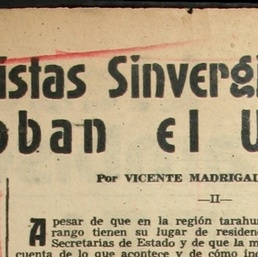 istas Sinvergü
oban el U
Por VICENTE MADRIGAL
—II—
A pesar de que en la región tarahu
rango tienen su lugar de residen
Secretarías de Estado y de que la m
cuenta de lo que acontece y de cómo ind